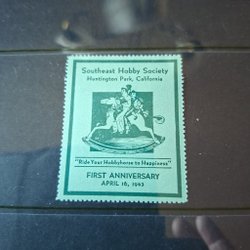 Southeast Hobby Society
Huntington Park, California
"Ride Your Hobbyhorse to Happiness"
FIRST ANNIVERSARY
APRIL 16, 1943